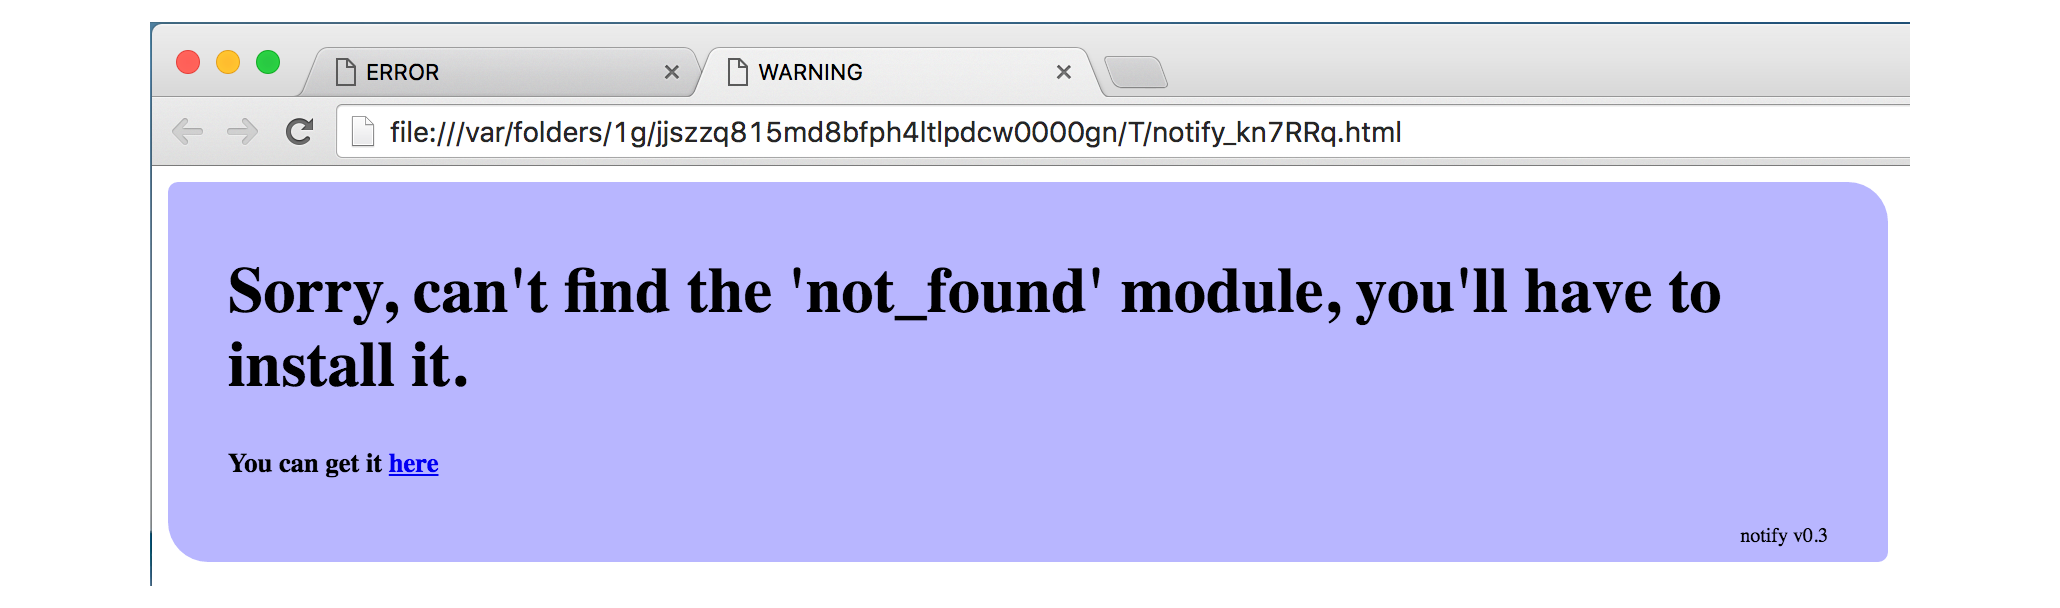 ERROR
WARNING
file:///var/folders/1g/jjszzq815md8bfph4ltlpdcw0000gn/T/notify_kn7RRq.html
Sorry, can't find the 'not_found' module, you'll have to
install it.
You can get it here
notify v0.3